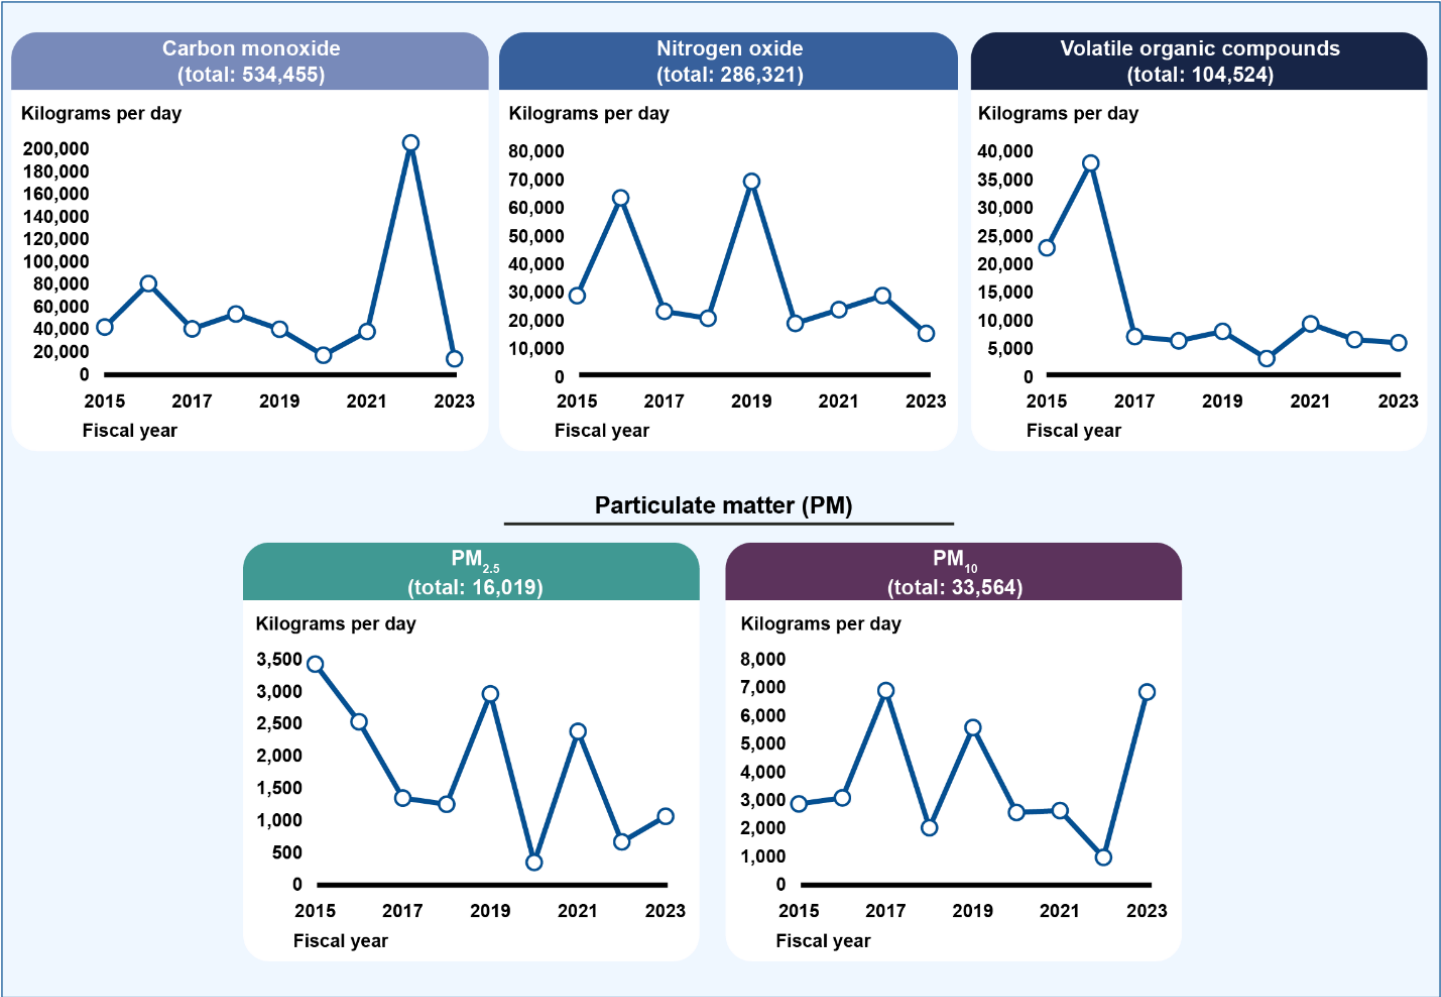 Carbon monoxide
(total: 534,455)
Kilograms per day
200,000
180,000
160,000
140,000
120,000
100,000
80,000
60,000
40,000
20,000
0
2015 2017 2019 2021 2023
Fiscal year
Nitrogen oxide
(total: 286,321)
Kilograms per day
80,000
70,000
60,000
50,000
40,000
30,000
20,000
10,000
0
2015 2017 2019 2021 2023
Fiscal year
Volatile organic compounds
(total: 104,524)
Kilograms per day
40,000
35,000
30,000
25,000
20,000
15,000
10,000
5,000
0
2015 2017 2019 2021 2023
Fiscal year
Particulate matter (PM)
PM2.5
(total: 16,019)
Kilograms per day
3,500
3,000
2,500
2,000
1,500
1,000
500
0
2015 2017 2019 2021 2023
Fiscal year
PM10
(total: 33,564)
Kilograms per day
8,000
7,000
6,000
5,000
4,000
3,000
2,000
1,000
0
2015 2017 2019 2021 2023
Fiscal year